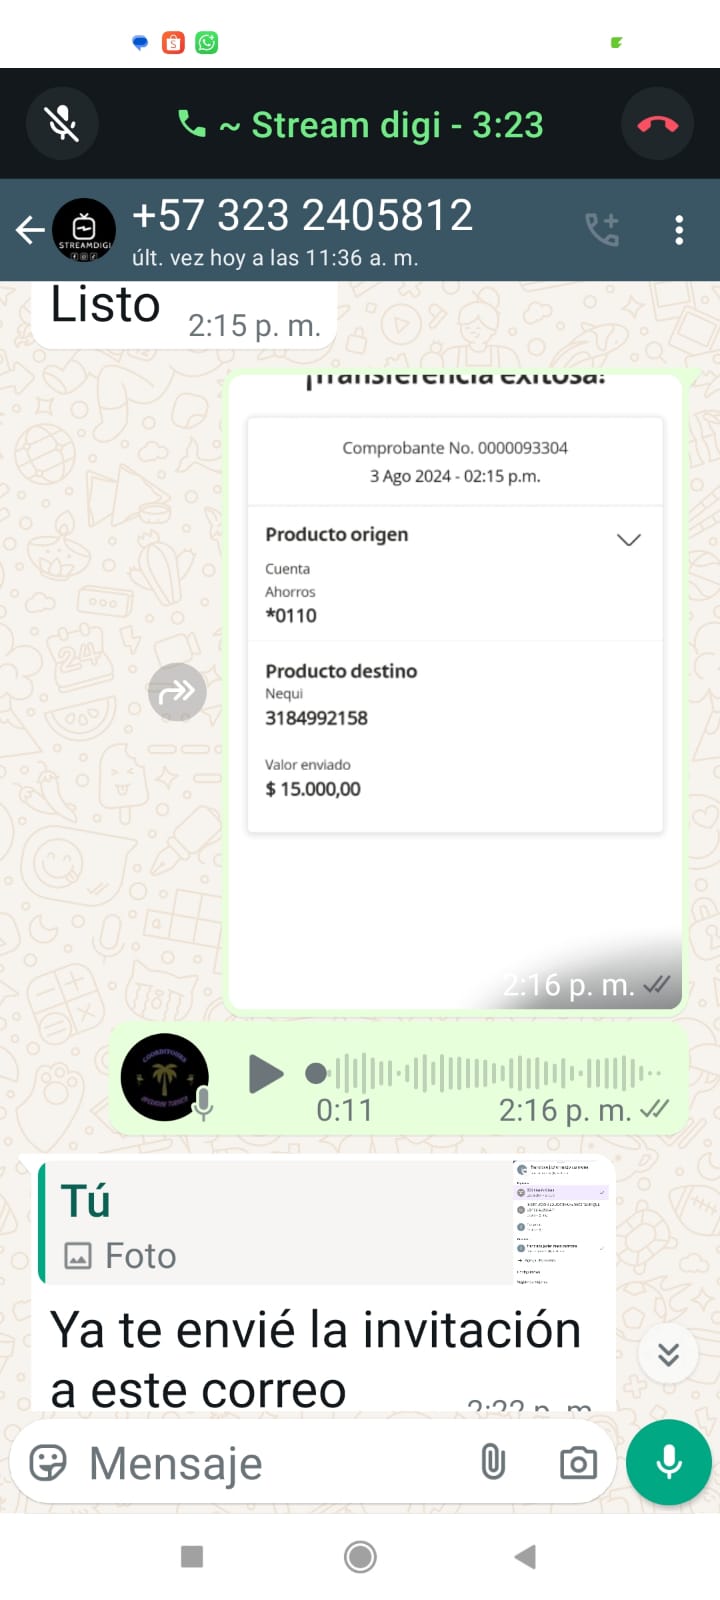 ~ Stream digi - 3:23
+57 323 2405812
últ. vez hoy a las 11:36 a. m.
STREAMDIGI
Listo
2:15 p. m.
¡Transferencia exitosa!
Comprobante No. 0000093304
3 Ago 2024 - 02:15 p.m.
Producto origen
Cuenta
Ahorros
*0110
Producto destino
Nequi
3184992158
Valor enviado
$ 15.000,00
2:16 p. m.
0:11
2:16 p. m.
Tú
Foto
Ya te envié la invitación
a este correo
2:22 p. m.
Mensaje